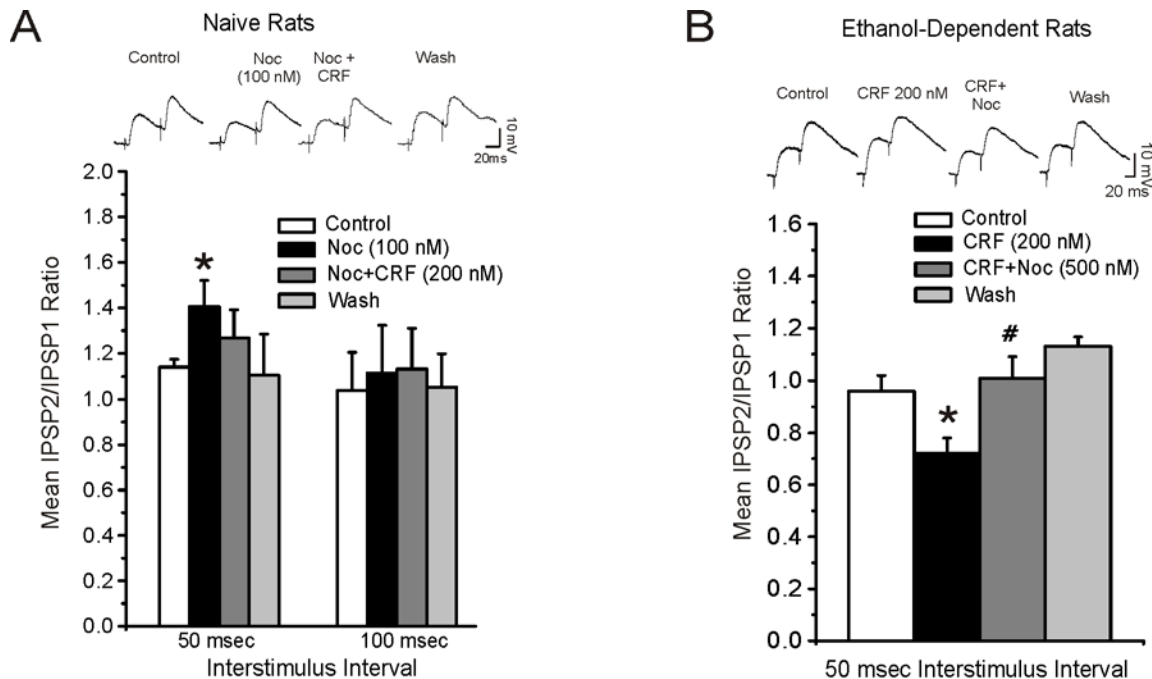 A
Naive Rats
Control
Noc
(100 nM)
Noc +
CRF
Wash
10 mV
20ms
2.0
1.8
1.6
1.4
1.2
1.0
0.8
0.6
0.4
0.2
0.0
Mean IPSP2/IPSP1 Ratio
Control
Noc (100 nM)
Noc+CRF (200 nM)
Wash
*
50 msec
100 msec
Interstimulus Interval
B
Ethanol-Dependent Rats
Control
CRF 200 nM
CRF+
Noc
Wash
10 mV
20 ms
1.6
1.4
1.2
1.0
0.8
0.6
0.4
0.2
0.0
Mean IPSP2/IPSP1 Ratio
Control
CRF (200 nM)
CRF+Noc (500 nM)
Wash
*
#
50 msec Interstimulus Interval